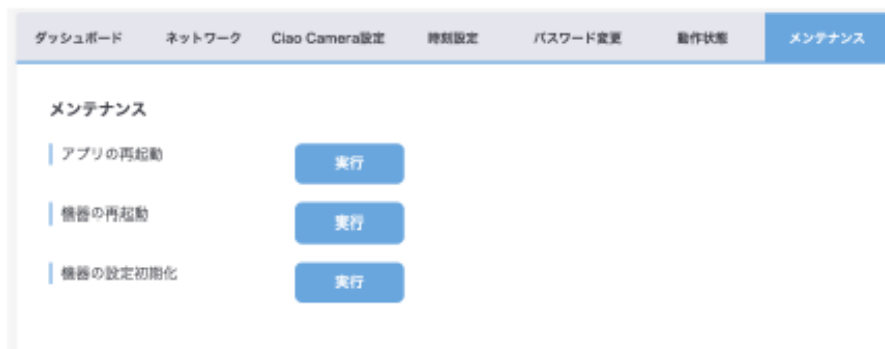 ダッシュボード ネットワーク Ciao Camera設定 時刻設定 パスワード変更 動作状態 メンテナンス
メンテナンス
アプリの再起動 実行
機器の再起動 実行
機器の設定初期化 実行